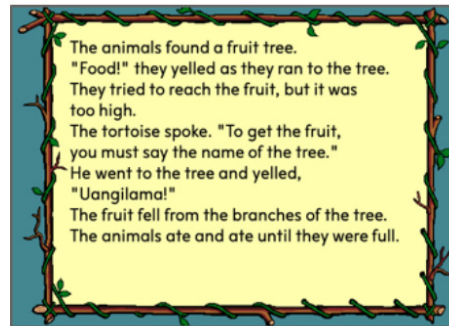 The animals found a fruit tree.
"Food!" they yelled as they ran to the tree.
They tried to reach the fruit, but it was
too high.
The tortoise spoke. "To get the fruit,
you must say the name of the tree."
He went to the tree and yelled,
"Uangilama!"
The fruit fell from the branches of the tree.
The animals ate and ate until they were full.